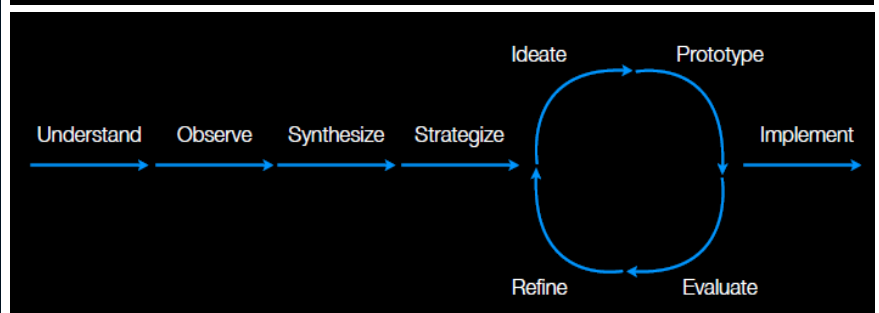 Ideate Prototype
Understand Observe Synthesize Strategize Implement
Refine Evaluate